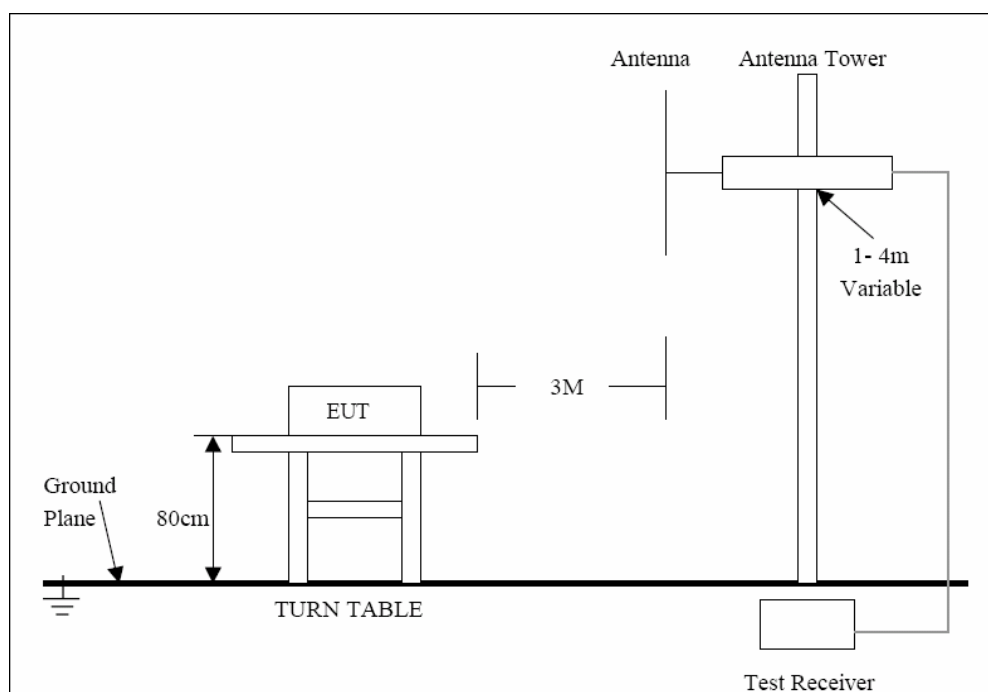 Antenna
Antenna Tower
1- 4m
Variable
3M
EUT
Ground
Plane
80cm
TURN TABLE
Test Receiver